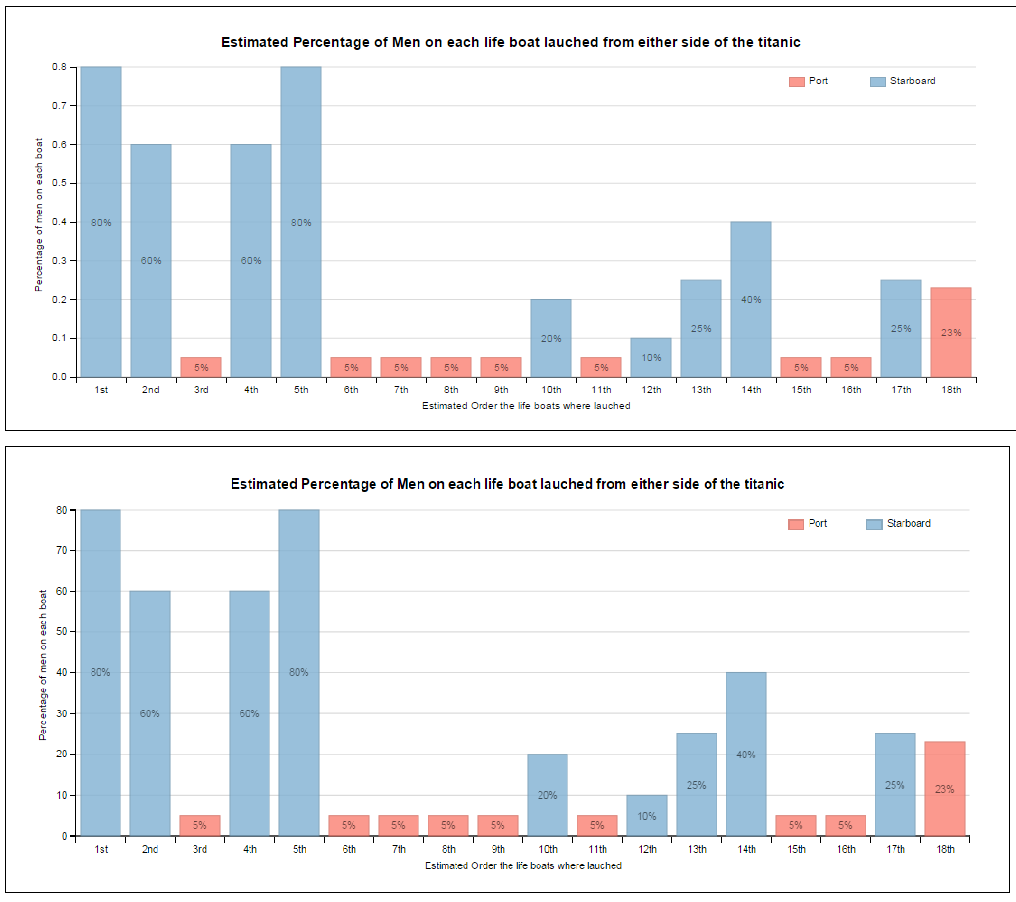 Estimated Percentage of Men on each life boat lauched from either side of the titanic
Port Starboard
Percentage of men on each boat
0.8
0.7
0.6
0.5
0.4
0.3
0.2
0.1
0.0
80% 60% 5% 60% 80% 5% 5% 5% 5% 20% 5% 10% 25% 40% 5% 5% 25% 23%
1st 2nd 3rd 4th 5th 6th 7th 8th 9th 10th 11th 12th 13th 14th 15th 16th 17th 18th
Estimated Order the life boats where lauched
Estimated Percentage of Men on each life boat lauched from either side of the titanic
Port Starboard
Percentage of men on each boat
80
70
60
50
40
30
20
10
0
80% 60% 5% 60% 80% 5% 5% 5% 5% 20% 5% 10% 25% 40% 5% 5% 25% 23%
1st 2nd 3rd 4th 5th 6th 7th 8th 9th 10th 11th 12th 13th 14th 15th 16th 17th 18th
Estimated Order the life boats where lauched